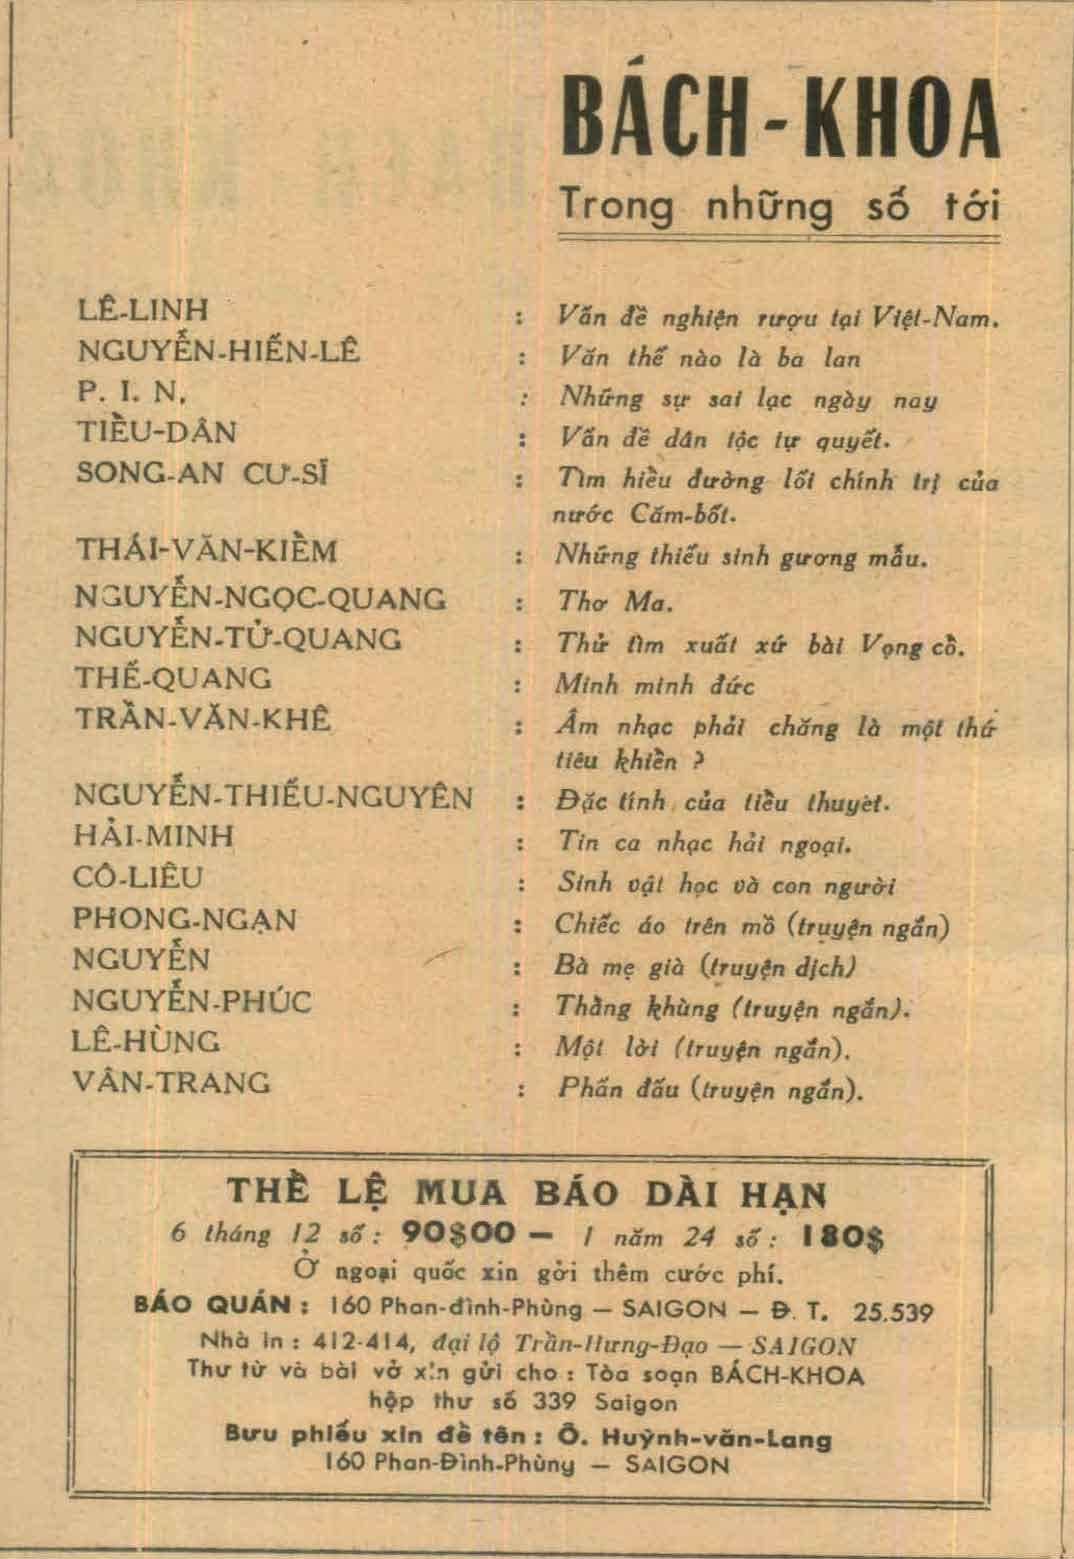 BÁCH-KHOA
Trong những số tới
LÊ-LINH : Vấn đề nghiện rượu tại Việt-Nam.
NGUYỄN-HIẾN-LÊ : Văn thế nào là ba lan
P. I. N. : Những sự sai lạc ngày nay
TIỀU-DÂN : Vấn đề dân tộc tự quyết.
SONG-AN CƯ-SĨ : Tìm hiểu đường lối chính trị của
nước Căm-bốt.
THÁI-VĂN-KIỀM : Những thiếu sinh gương mẫu.
NGUYỄN-NGỌC-QUANG : Thơ Ma.
NGUYỄN-TỬ-QUANG : Thử tìm xuất xứ bài Vọng cổ.
THẾ-QUANG : Minh minh đức
TRẦN-VĂN-KHÊ : Âm nhạc phải chăng là một thứ
tiêu khiển ?
NGUYỄN-THIẾU-NGUYÊN : Đặc tính của tiểu thuyết.
HẢI-MINH : Tin ca nhạc hải ngoại.
CÔ-LIÊU : Sinh vật học và con người
PHONG-NGẠN : Chiếc áo trên mồ (truyện ngắn)
NGUYỄN : Bà mẹ già (truyện dịch)
NGUYỄN-PHÚC : Thằng khùng (truyện ngắn).
LÊ-HÙNG : Một lời (truyện ngắn).
VÂN-TRANG : Phấn đấu (truyện ngắn).
THỂ LỆ MUA BÁO DÀI HẠN
6 tháng 12 số : 90$00 — 1 năm 24 số : 180$
Ở ngoại quốc xin gởi thêm cước phí.
BÁO QUÁN : 160 Phan-đình-Phùng — SAIGON — Đ. T. 25.539
Nhà in : 412-414, đại lộ Trần-Hưng-Đạo — SAIGON
Thư từ và bài vở xin gửi cho : Tòa soạn BÁCH-KHOA
hộp thư số 339 Saigon
Bưu phiếu xin đề tên : Ô. Huỳnh-văn-Lang
160 Phan-Đình-Phùng — SAIGON